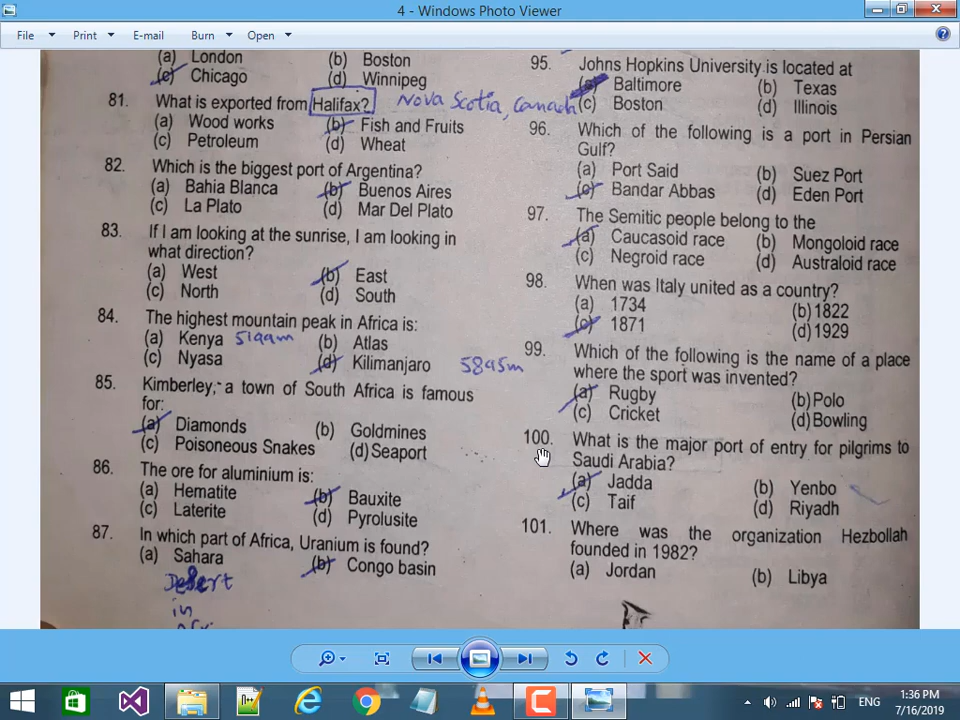 4 - Windows Photo Viewer
File Print E-mail Burn Open
(a) London (b) Boston
(c) Chicago (d) Winnipeg
81. What is exported from Halifax? Nova Scotia, Canada
(a) Wood works (b) Fish and Fruits
(c) Petroleum (d) Wheat
82. Which is the biggest port of Argentina?
(a) Bahia Blanca (b) Buenos Aires
(c) La Plato (d) Mar Del Plato
83. If I am looking at the sunrise, I am looking in
what direction?
(a) West (b) East
(c) North (d) South
84. The highest mountain peak in Africa is:
(a) Kenya 5199m (b) Atlas
(c) Nyasa (d) Kilimanjaro 5895m
85. Kimberley, a town of South Africa is famous
for:
(a) Diamonds (b) Goldmines
(c) Poisoneous Snakes (d) Seaport
86. The ore for aluminium is:
(a) Hematite (b) Bauxite
(c) Laterite (d) Pyrolusite
87. In which part of Africa, Uranium is found?
(a) Sahara (b) Congo basin
Desert
in
95. Johns Hopkins University is located at
(a) Baltimore (b) Texas
(c) Boston (d) Illinois
96. Which of the following is a port in Persian
Gulf?
(a) Port Said (b) Suez Port
(c) Bandar Abbas (d) Eden Port
97. The Semitic people belong to the
(a) Caucasoid race (b) Mongoloid race
(c) Negroid race (d) Australoid race
98. When was Italy united as a country?
(a) 1734 (b) 1822
(c) 1871 (d) 1929
99. Which of the following is the name of a place
where the sport was invented?
(a) Rugby (b) Polo
(c) Cricket (d) Bowling
100. What is the major port of entry for pilgrims to
Saudi Arabia?
(a) Jadda (b) Yenbo
(c) Taif (d) Riyadh
101. Where was the organization Hezbollah
founded in 1982?
(a) Jordan (b) Libya
ENG
1:36 PM
7/16/2019